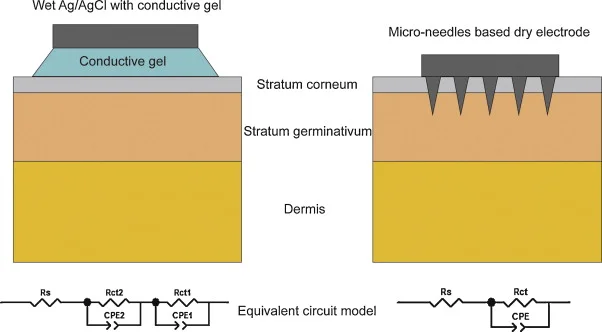 Wet Ag/AgCl with conductive gel
Micro-needles based dry electrode
Conductive gel
Stratum corneum
Stratum germinativum
Dermis
Rs Rct2 Rct1
CPE2 CPE1
Equivalent circuit model
Rs Rct
CPE